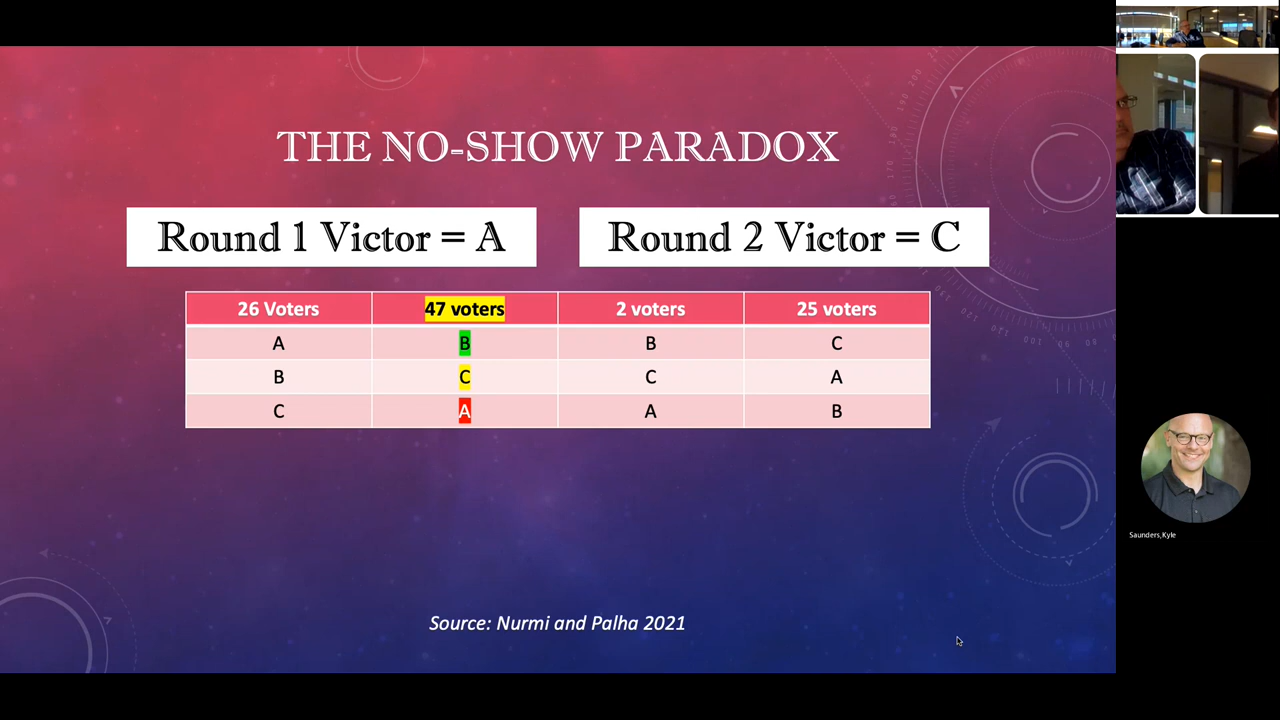 THE NO-SHOW PARADOX
Round 1 Victor = A
Round 2 Victor = C
26 Voters 47 voters 2 voters 25 voters
A B B C
B C C A
C A A B
Source: Nurmi and Palha 2021
Saunders,Kyle